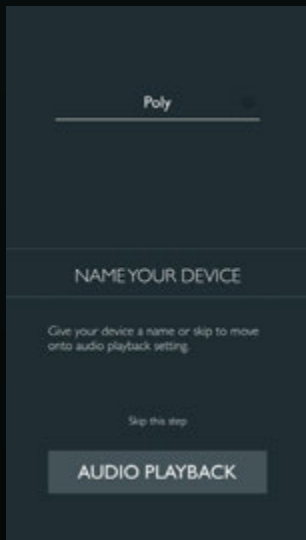 Poly
NAME YOUR DEVICE
Give your device a name or skip to move
onto audio playback setting.
Skip this step
AUDIO PLAYBACK